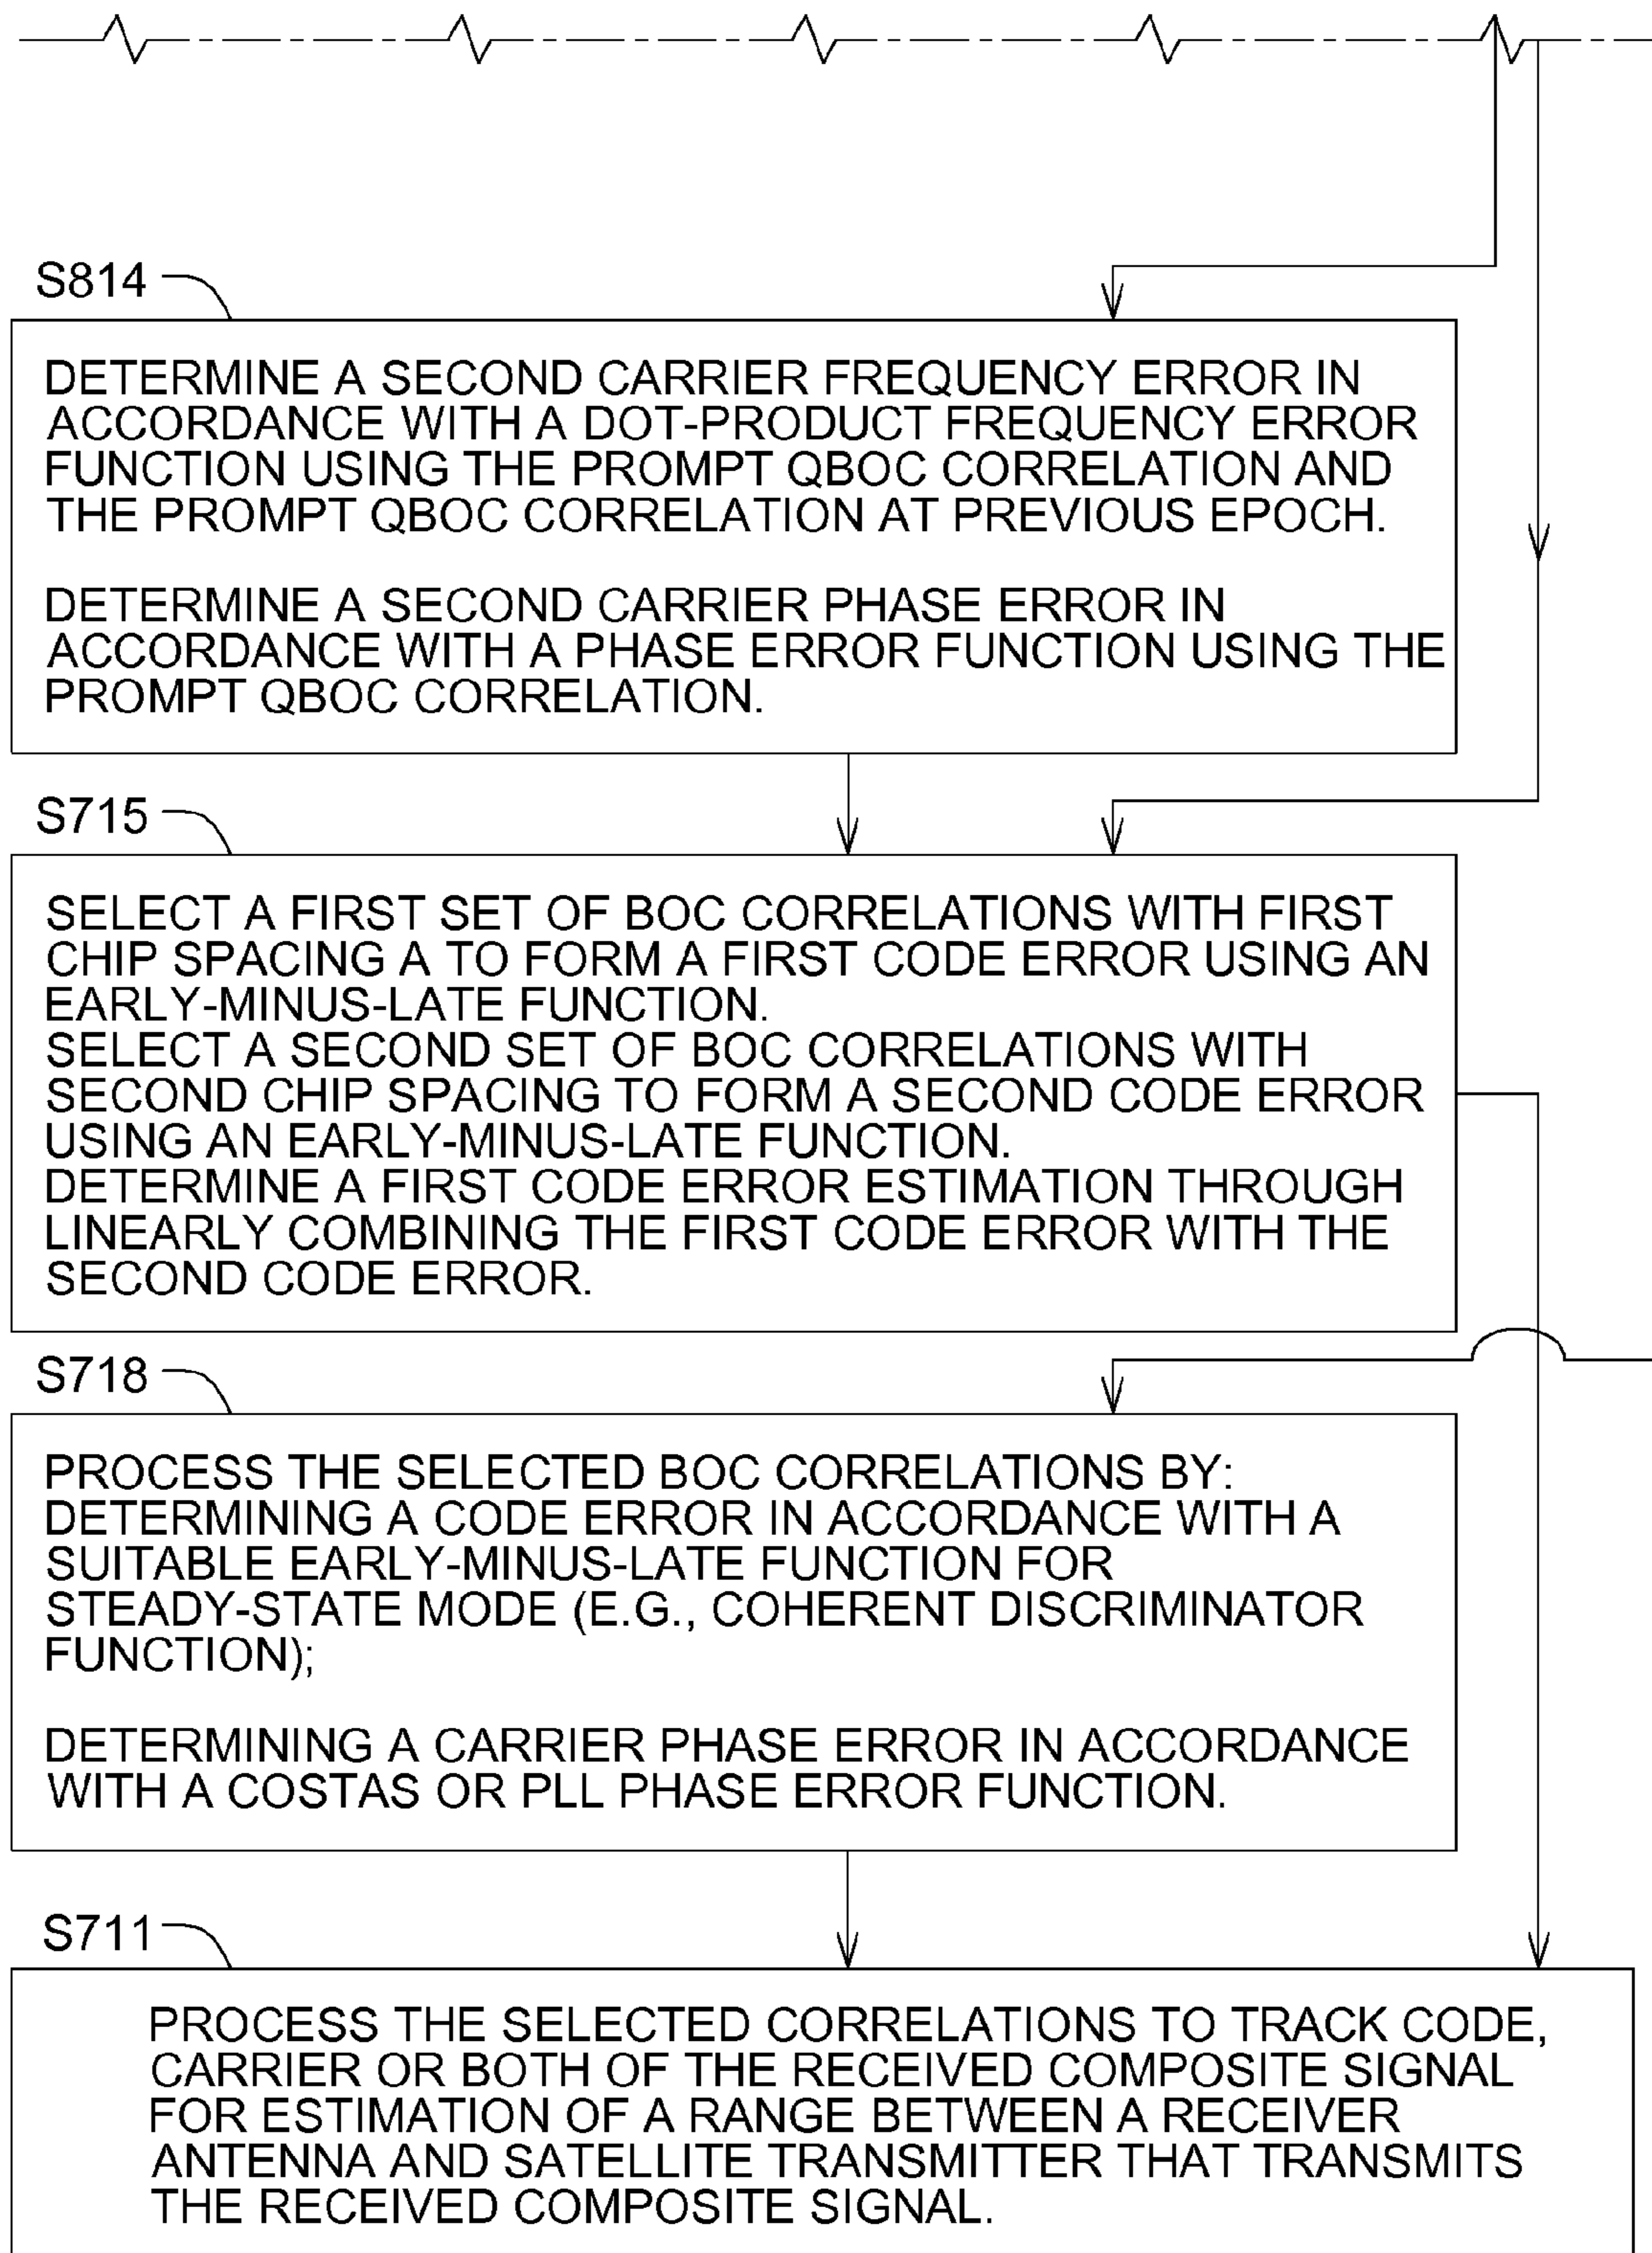 S814
DETERMINE A SECOND CARRIER FREQUENCY ERROR IN
ACCORDANCE WITH A DOT-PRODUCT FREQUENCY ERROR
FUNCTION USING THE PROMPT QBOC CORRELATION AND
THE PROMPT QBOC CORRELATION AT PREVIOUS EPOCH.
DETERMINE A SECOND CARRIER PHASE ERROR IN
ACCORDANCE WITH A PHASE ERROR FUNCTION USING THE
PROMPT QBOC CORRELATION.
S715
SELECT A FIRST SET OF BOC CORRELATIONS WITH FIRST
CHIP SPACING A TO FORM A FIRST CODE ERROR USING AN
EARLY-MINUS-LATE FUNCTION.
SELECT A SECOND SET OF BOC CORRELATIONS WITH
SECOND CHIP SPACING TO FORM A SECOND CODE ERROR
USING AN EARLY-MINUS-LATE FUNCTION.
DETERMINE A FIRST CODE ERROR ESTIMATION THROUGH
LINEARLY COMBINING THE FIRST CODE ERROR WITH THE
SECOND CODE ERROR.
S718
PROCESS THE SELECTED BOC CORRELATIONS BY:
DETERMINING A CODE ERROR IN ACCORDANCE WITH A
SUITABLE EARLY-MINUS-LATE FUNCTION FOR
STEADY-STATE MODE (E.G., COHERENT DISCRIMINATOR
FUNCTION);
DETERMINING A CARRIER PHASE ERROR IN ACCORDANCE
WITH A COSTAS OR PLL PHASE ERROR FUNCTION.
S711
PROCESS THE SELECTED CORRELATIONS TO TRACK CODE,
CARRIER OR BOTH OF THE RECEIVED COMPOSITE SIGNAL
FOR ESTIMATION OF A RANGE BETWEEN A RECEIVER
ANTENNA AND SATELLITE TRANSMITTER THAT TRANSMITS
THE RECEIVED COMPOSITE SIGNAL.